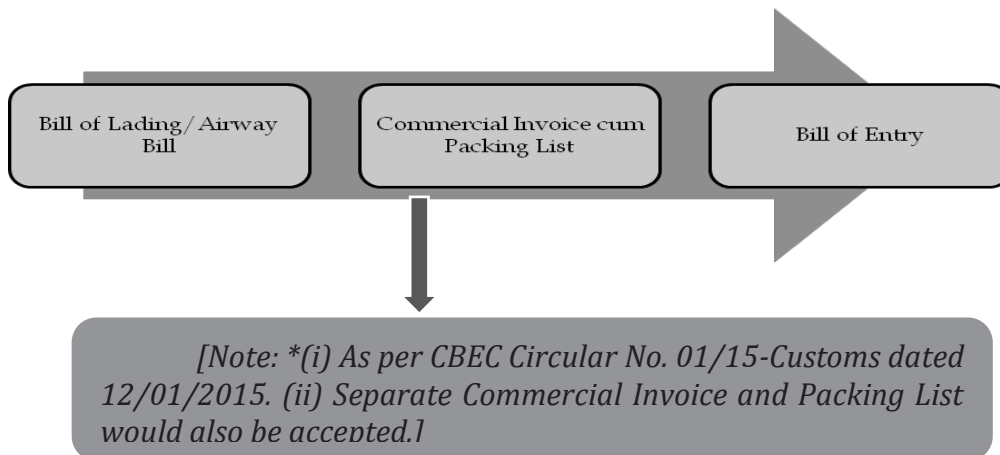 Bill of Lading/Airway
Bill
Commercial Invoice cum
Packing List
Bill of Entry
[Note: *(i) As per CBEC Circular No. 01/15-Customs dated
12/01/2015. (ii) Separate Commercial Invoice and Packing List
would also be accepted.]